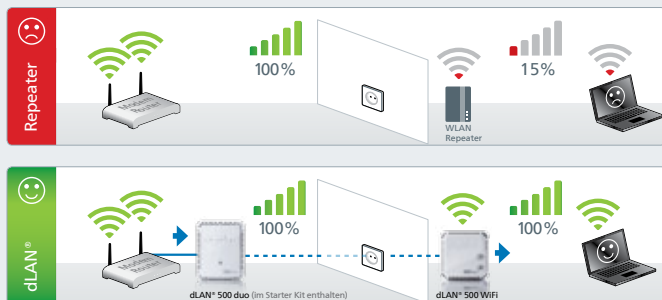 Repeater
Modem
Router
100%
WLAN
Repeater
15%
dLAN®
Modem
Router
100%
dLAN® 500 duo (im Starter Kit enthalten)
dLAN® 500 WiFi
100%